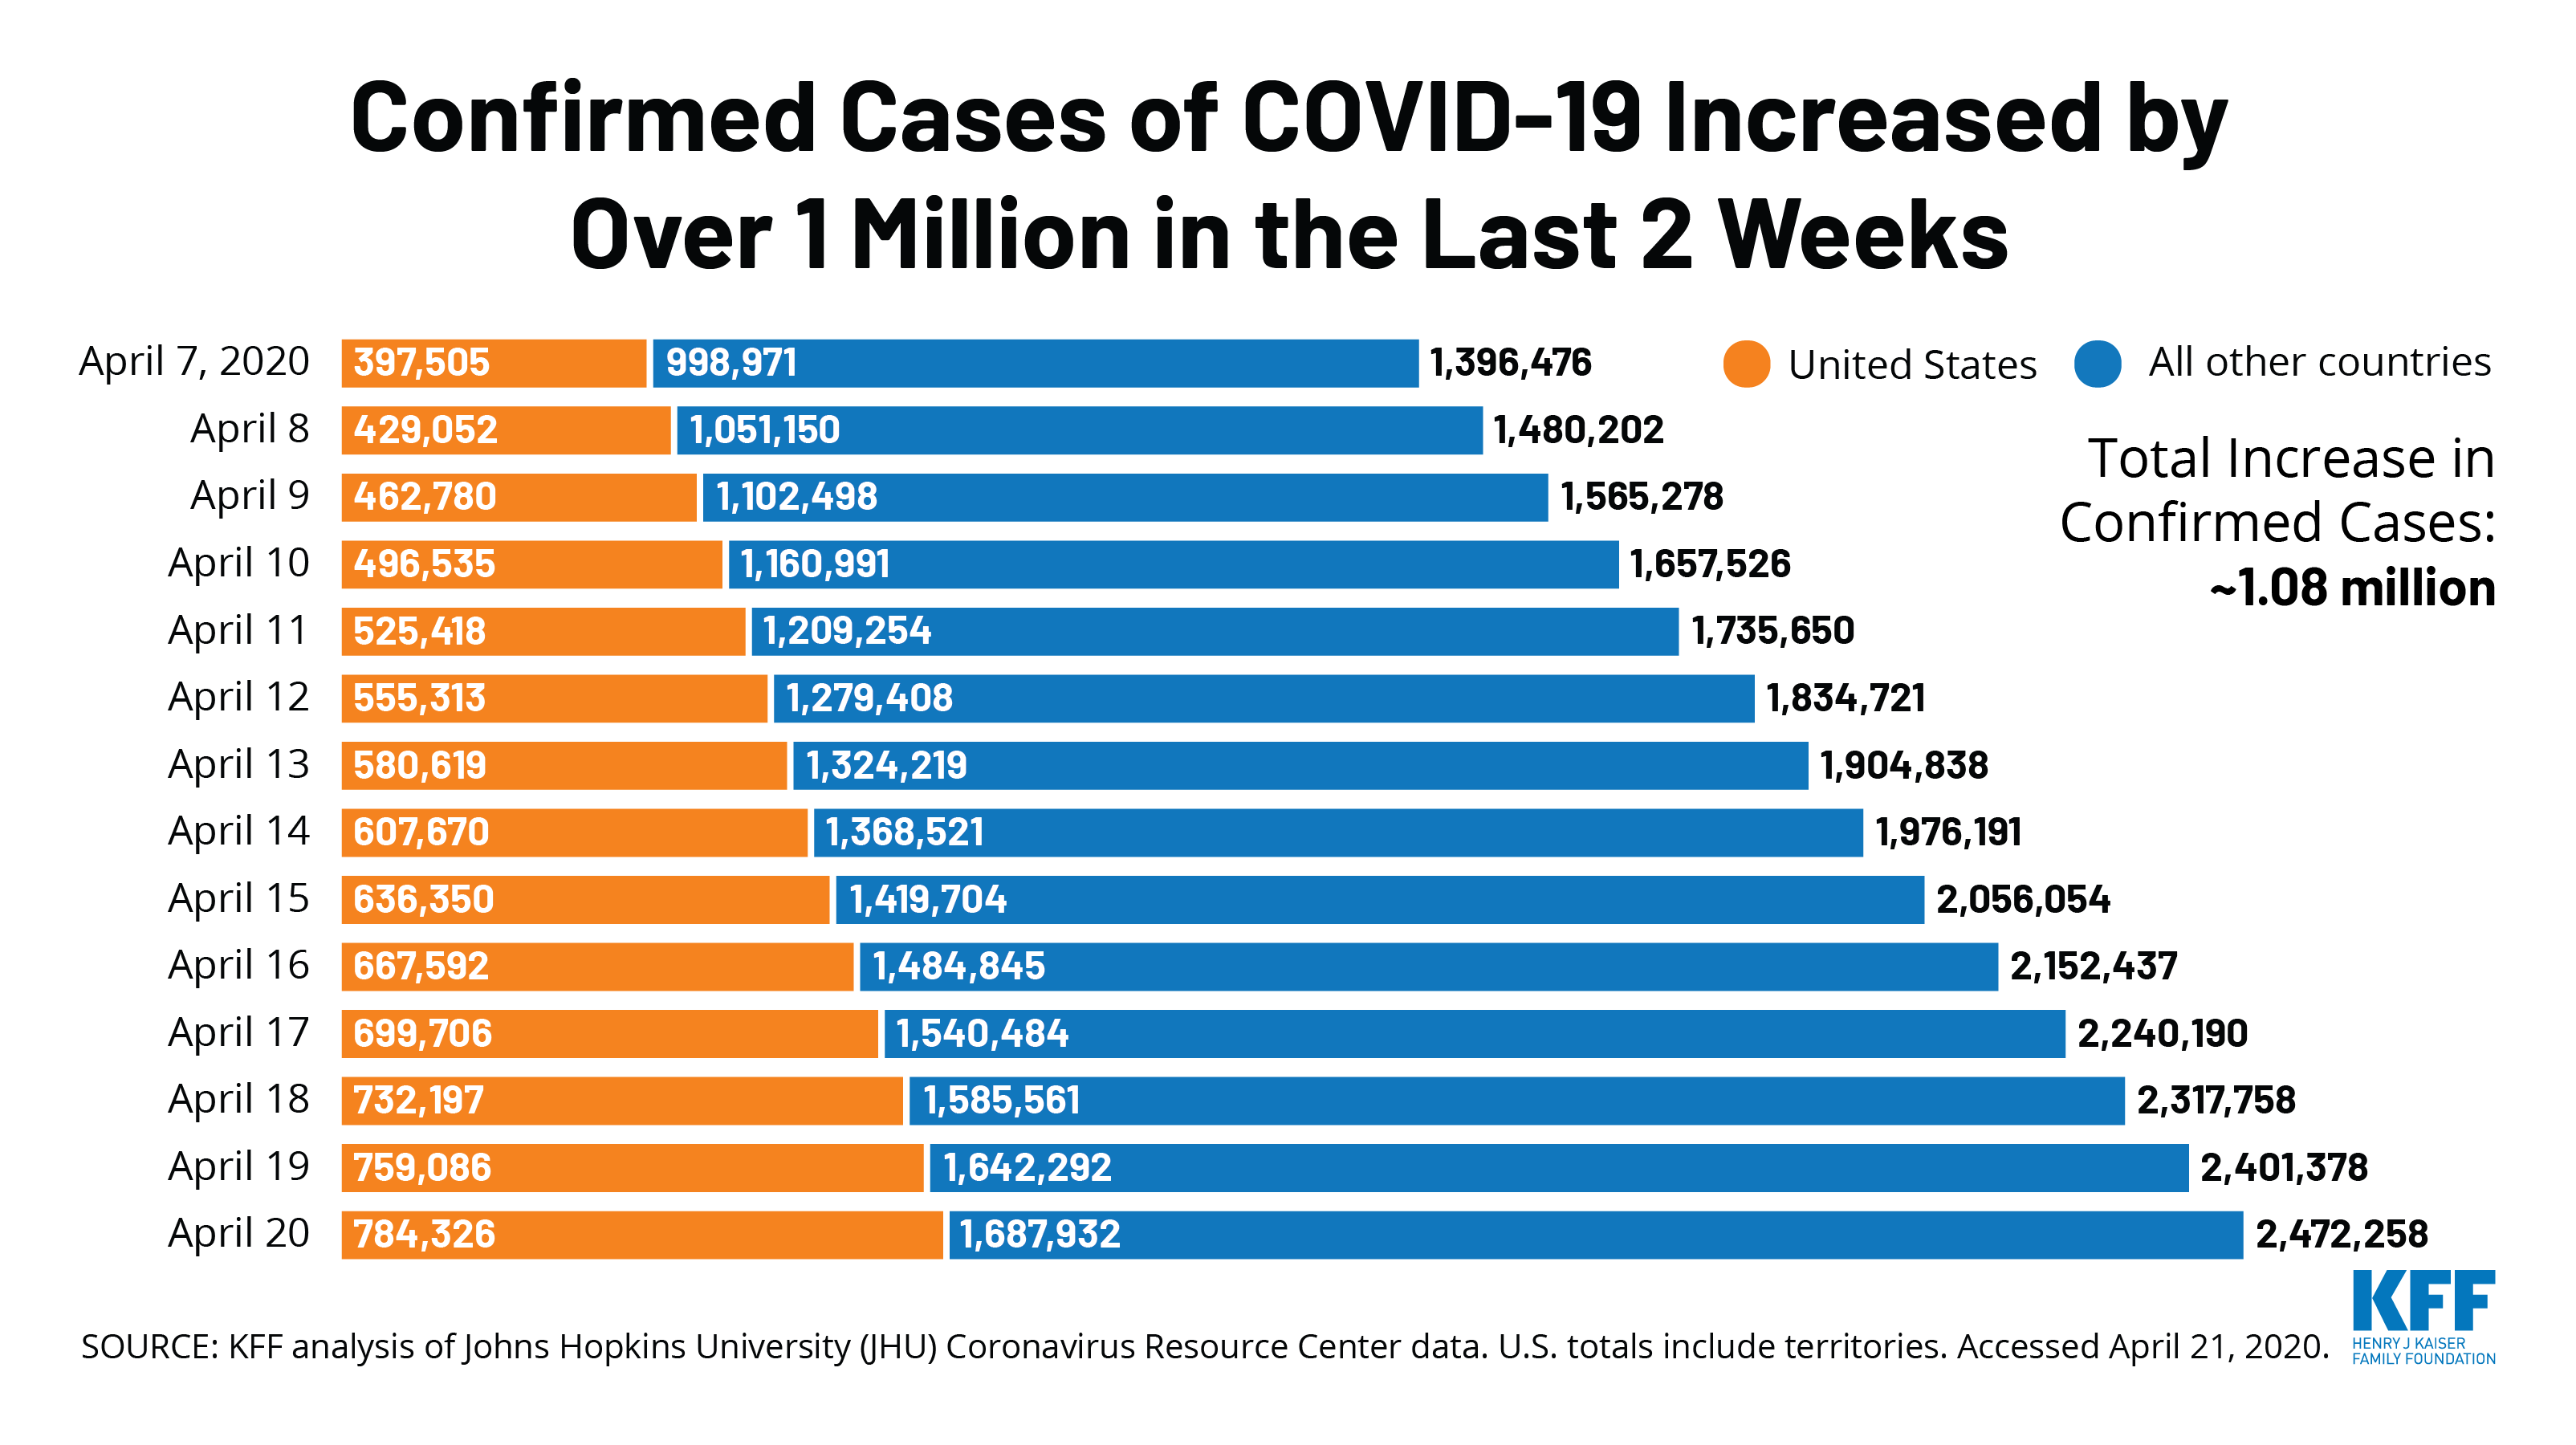 Confirmed Cases of COVID-19 Increased by
Over 1 Million in the Last 2 Weeks
United States All other countries
Total Increase in
Confirmed Cases:
~1.08 million
April 7, 2020 397,505 998,971 1,396,476
April 8 429,052 1,051,150 1,480,202
April 9 462,780 1,102,498 1,565,278
April 10 496,535 1,160,991 1,657,526
April 11 525,418 1,209,254 1,735,650
April 12 555,313 1,279,408 1,834,721
April 13 580,619 1,324,219 1,904,838
April 14 607,670 1,368,521 1,976,191
April 15 636,350 1,419,704 2,056,054
April 16 667,592 1,484,845 2,152,437
April 17 699,706 1,540,484 2,240,190
April 18 732,197 1,585,561 2,317,758
April 19 759,086 1,642,292 2,401,378
April 20 784,326 1,687,932 2,472,258
SOURCE: KFF analysis of Johns Hopkins University (JHU) Coronavirus Resource Center data. U.S. totals include territories. Accessed April 21, 2020.
KFF
HENRY J KAISER
FAMILY FOUNDATION